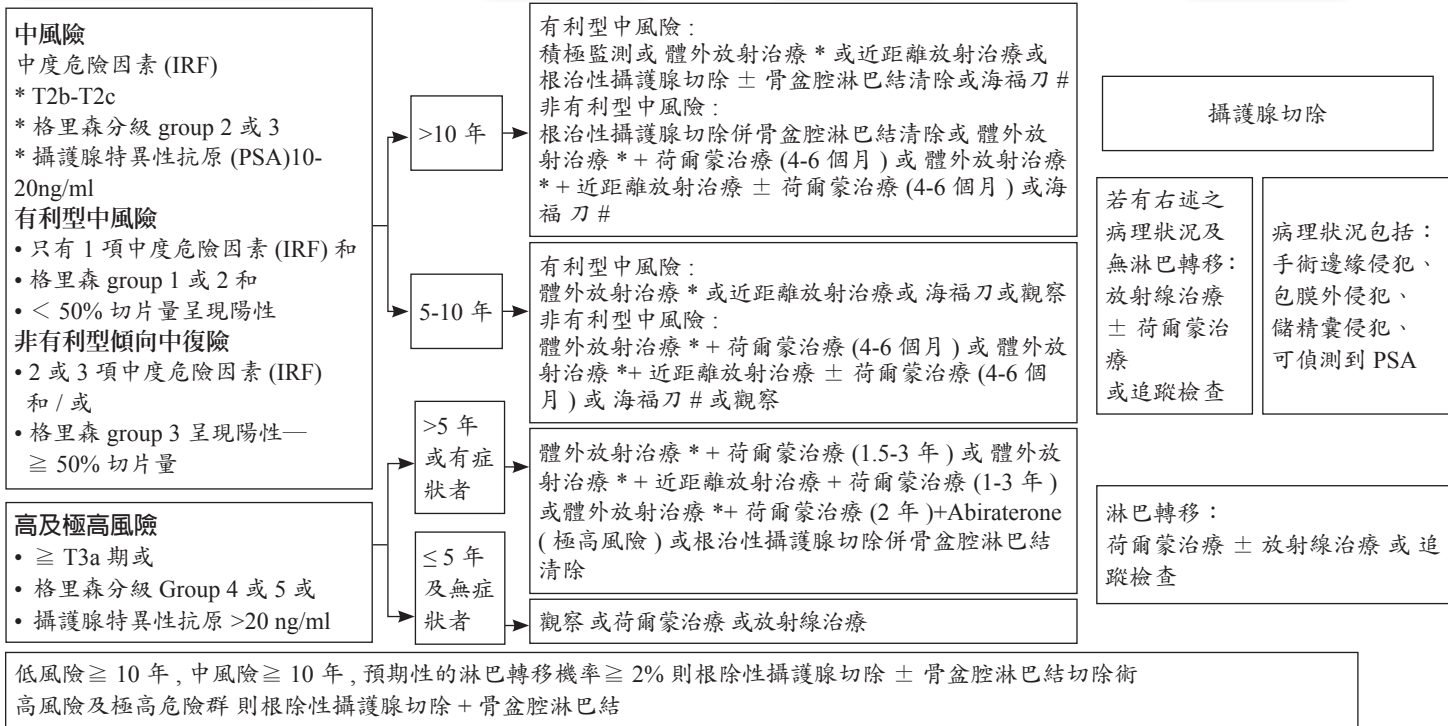 中風險
中度危險因素 (IRF)
* T2b-T2c
* 格里森分級 group 2 或 3
* 攝護腺特異性抗原 (PSA)10-
20ng/ml
有利型中風險
• 只有 1 項中度危險因素 (IRF) 和
• 格里森 group 1 或 2 和
• < 50% 切片量呈現陽性
非有利型傾向中復險
• 2 或 3 項中度危險因素 (IRF)
和 / 或
• 格里森 group 3 呈現陽性—
≧ 50% 切片量
>10 年
有利型中風險 :
積極監測或 體外放射治療 * 或近距離放射治療或
根治性攝護腺切除 ± 骨盆腔淋巴結清除或海福刀 #
非有利型中風險 :
根治性攝護腺切除併骨盆腔淋巴結清除或 體外放
射治療 * + 荷爾蒙治療 (4-6 個月 ) 或 體外放射治療
* + 近距離放射治療 ± 荷爾蒙治療 (4-6 個月 ) 或海
福 刀 #
5-10 年
有利型中風險 :
體外放射治療 * 或近距離放射治療或 海福刀或觀察
非有利型中風險 :
體外放射治療 * + 荷爾蒙治療 (4-6 個月 ) 或 體外放
射治療 *+ 近距離放射治療 ± 荷爾蒙治療 (4-6 個
月 ) 或 海福刀 # 或觀察
高及極高風險
• ≧ T3a 期或
• 格里森分級 Group 4 或 5 或
• 攝護腺特異性抗原 >20 ng/ml
>5 年
或有症
狀者
體外放射治療 * + 荷爾蒙治療 (1.5-3 年 ) 或 體外放
射治療 * + 近距離放射治療 + 荷爾蒙治療 (1-3 年 )
或體外放射治療 *+ 荷爾蒙治療 (2 年 )+Abiraterone
( 極高風險 ) 或根治性攝護腺切除併骨盆腔淋巴結
清除
≤ 5 年
及無症
狀者
觀察 或荷爾蒙治療 或放射線治療
攝護腺切除
若有右述之
病理狀況及
無淋巴轉移：
放射線治療
± 荷爾蒙治
療
或追蹤檢查
病理狀況包括：
手術邊緣侵犯、
包膜外侵犯、
儲精囊侵犯、
可偵測到 PSA
淋巴轉移：
荷爾蒙治療 ± 放射線治療 或 追
蹤檢查
低風險≧ 10 年 , 中風險≧ 10 年 , 預期性的淋巴轉移機率≧ 2% 則根除性攝護腺切除 ± 骨盆腔淋巴結切除術
高風險及極高危險群 則根除性攝護腺切除 + 骨盆腔淋巴結